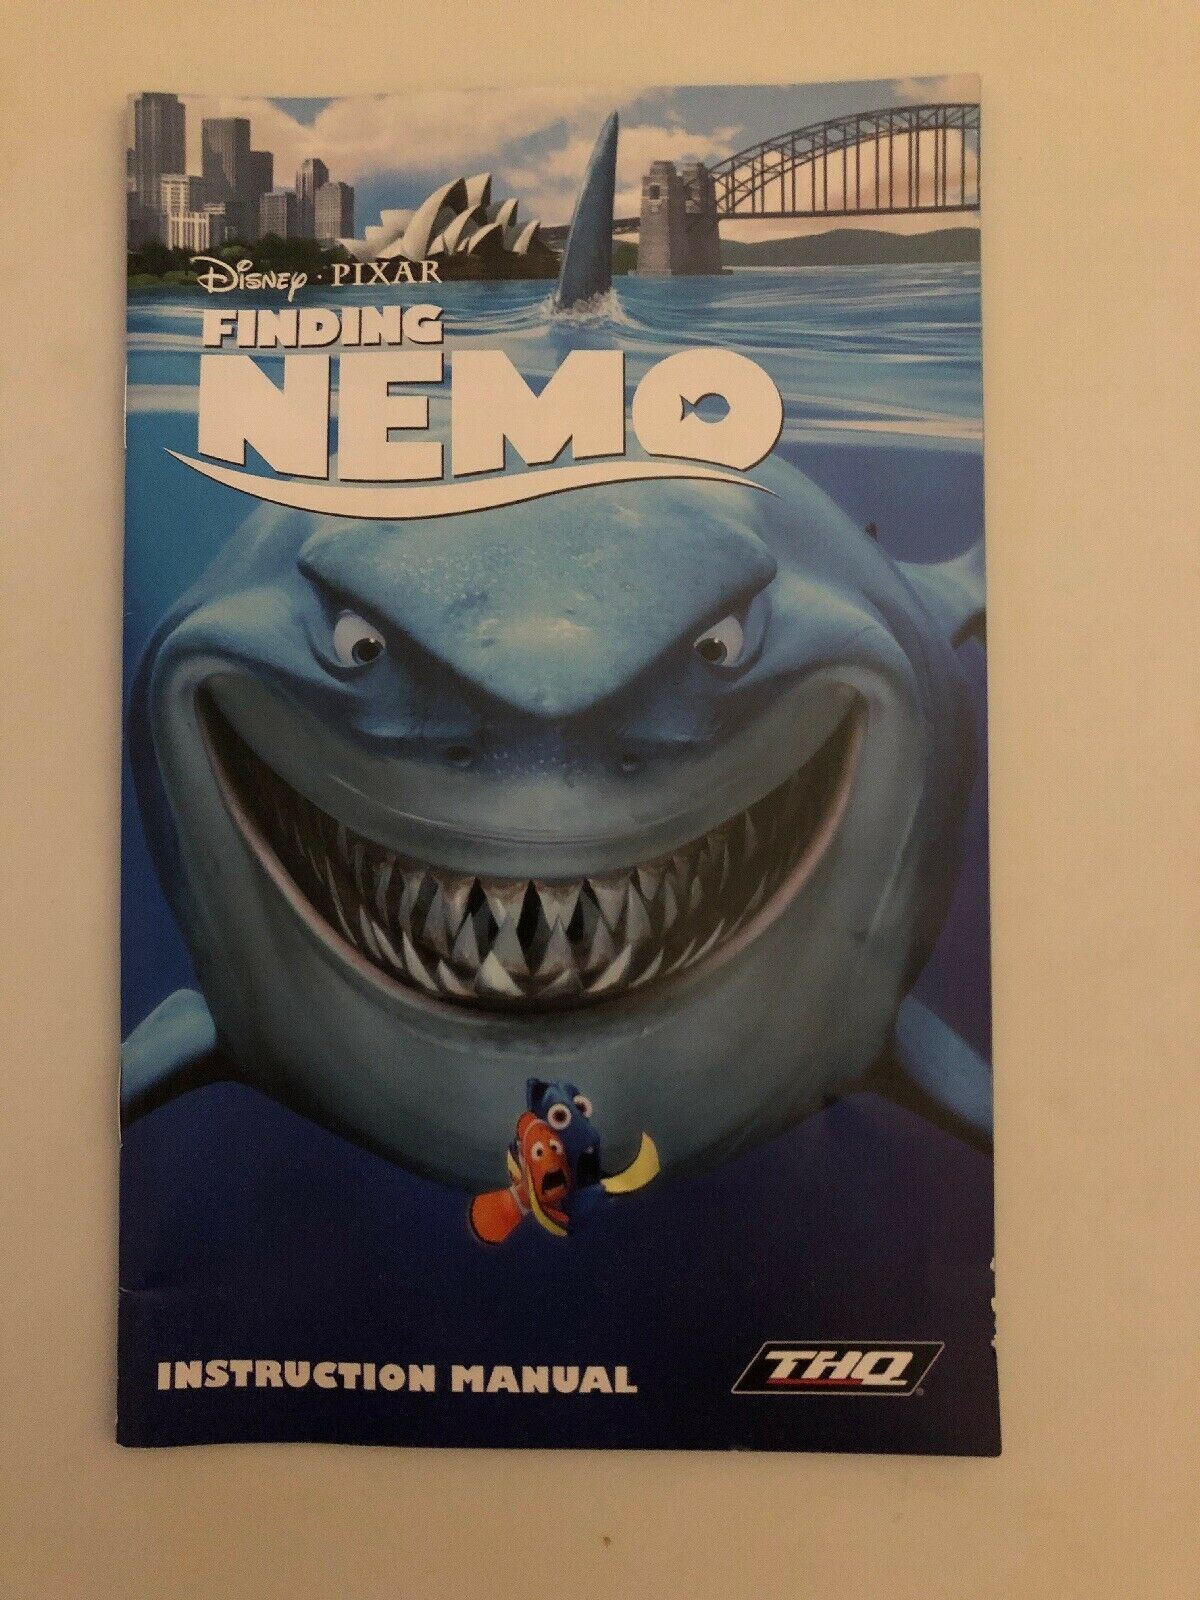 Disney · PIXAR
FINDING
NEMO
INSTRUCTION MANUAL
THQ